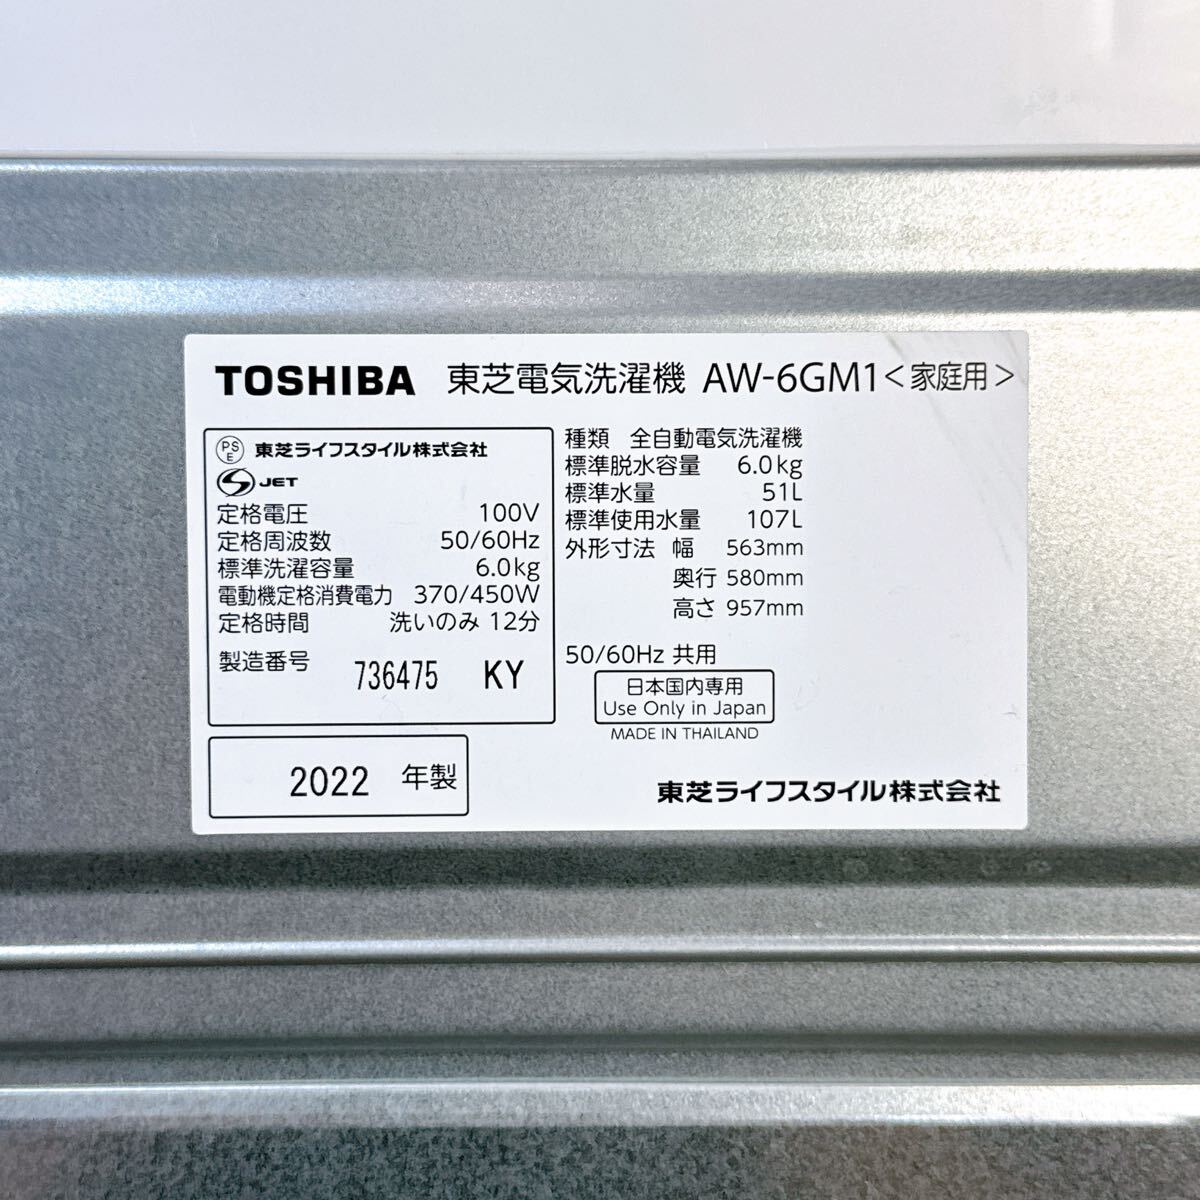 TOSHIBA 東芝電気洗濯機 AW-6GM1<家庭用>
PSE 東芝ライフスタイル株式会社
S JET
定格電圧 100V
定格周波数 50/60Hz
標準洗濯容量 6.0kg
電動機定格消費電力 370/450W
定格時間 洗いのみ 12分
製造番号 736475 KY
2022 年製
種類 全自動電気洗濯機
標準脱水容量 6.0kg
標準水量 51L
標準使用水量 107L
外形寸法 幅 563mm
奥行 580mm
高さ 957mm
50/60Hz 共用
日本国内専用
Use Only in Japan
MADE IN THAILAND
東芝ライフスタイル株式会社